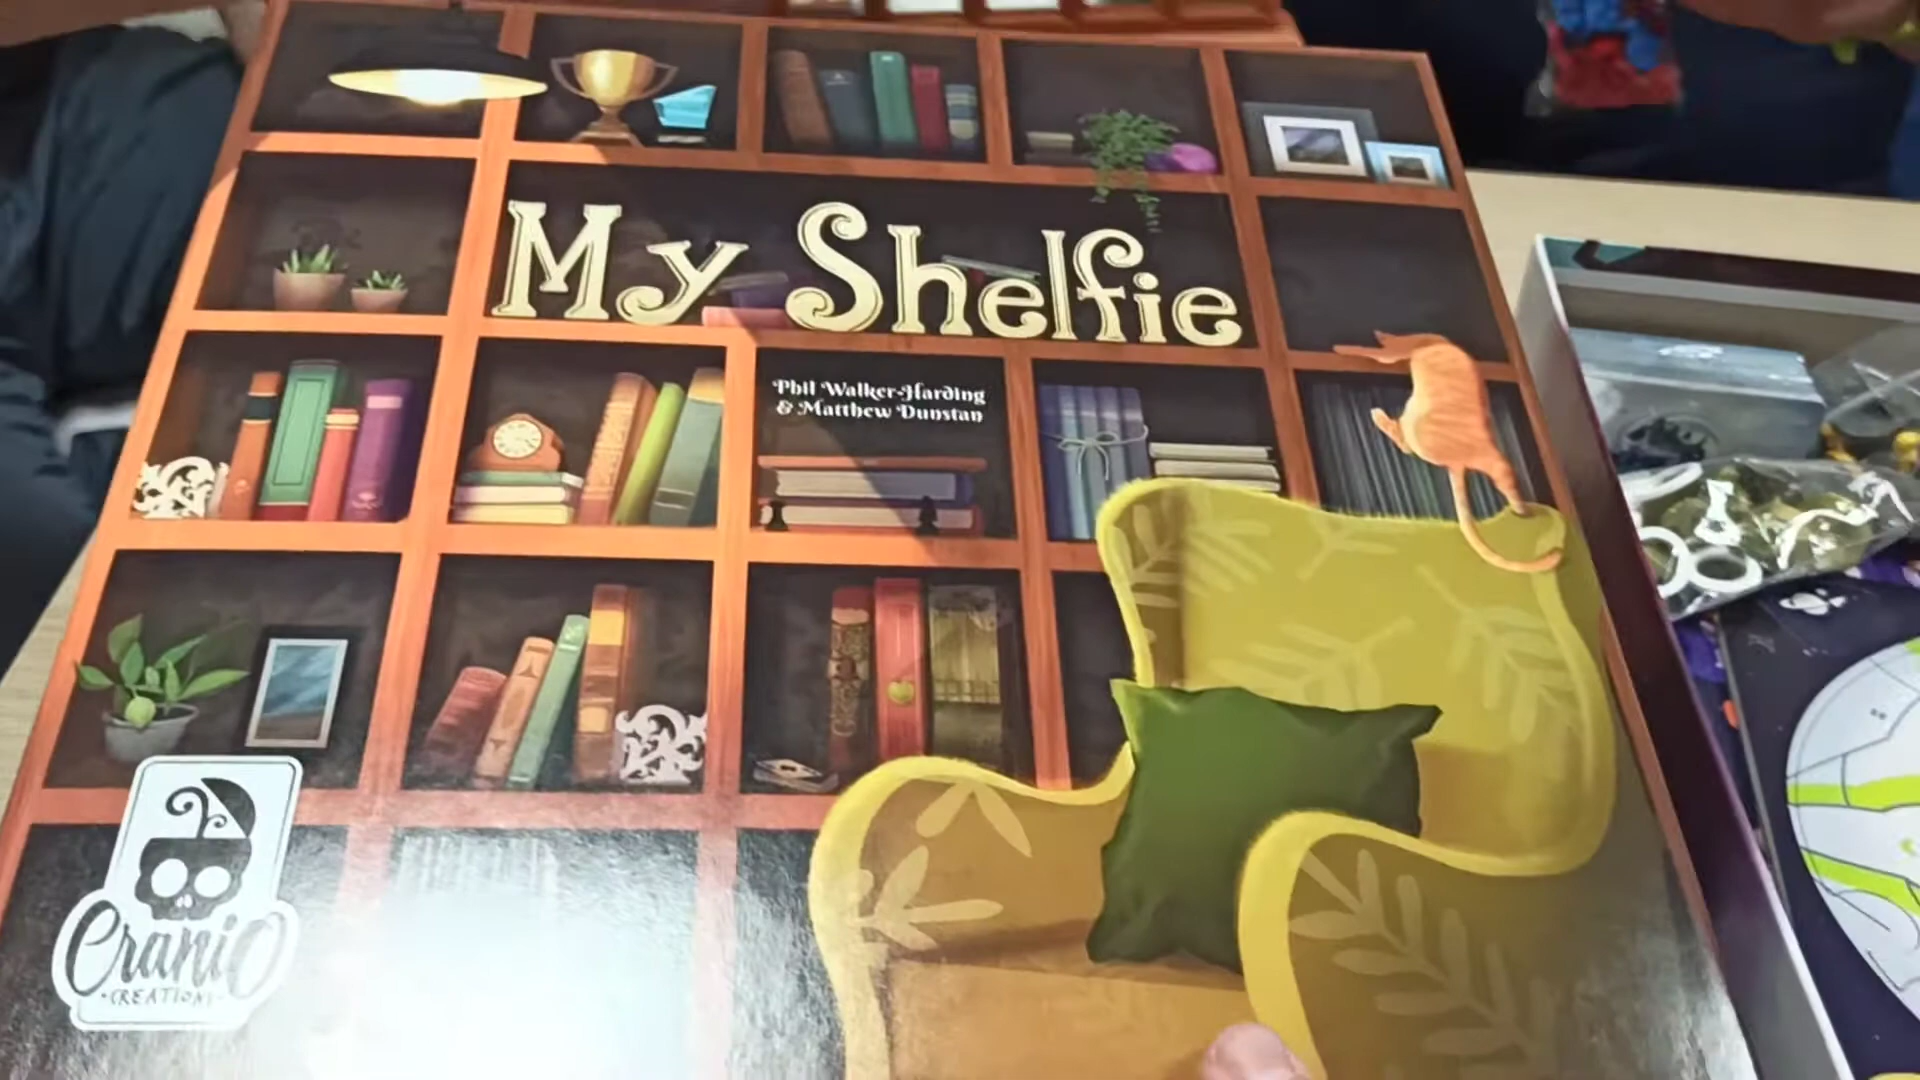 My Shelfie
Phil Walker-Harding
& Matthew Dunstan
Cranio
CREATIONS